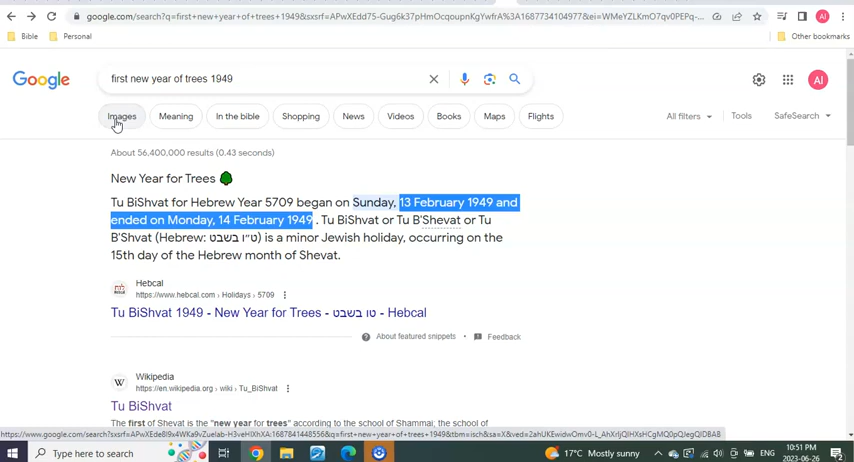 google.com/search?q=first+new+year+of+trees+1949&sxsrf=APwXEdd75-Gug6k37pHmOcqoupnKgYwfrA%3A1687734104977&ei=WMeYZLKmO7qv0PEPq-...
Bible Personal Other bookmarks
Google first new year of trees 1949 AI
Images Meaning In the bible Shopping News Videos Books Maps Flights All filters Tools SafeSearch
About 56,400,000 results (0.43 seconds)
New Year for Trees
Tu BiShvat for Hebrew Year 5709 began on Sunday, 13 February 1949 and
ended on Monday, 14 February 1949 . Tu BiShvat or Tu B'Shevat or Tu
B'Shvat (Hebrew: ט״ו בשבט) is a minor Jewish holiday, occurring on the
15th day of the Hebrew month of Shevat.
Hebcal
https://www.hebcal.com › Holidays › 5709
Tu BiShvat 1949 - New Year for Trees - טו בשבט - Hebcal
About featured snippets • Feedback
W Wikipedia
https://en.wikipedia.org › wiki › Tu_BiShvat
Tu BiShvat
The first of Shevat is the "new year for trees" according to the school of Shammai; the school of
Type here to search 17°C Mostly sunny ENG 10:51 PM
2023-06-26 2